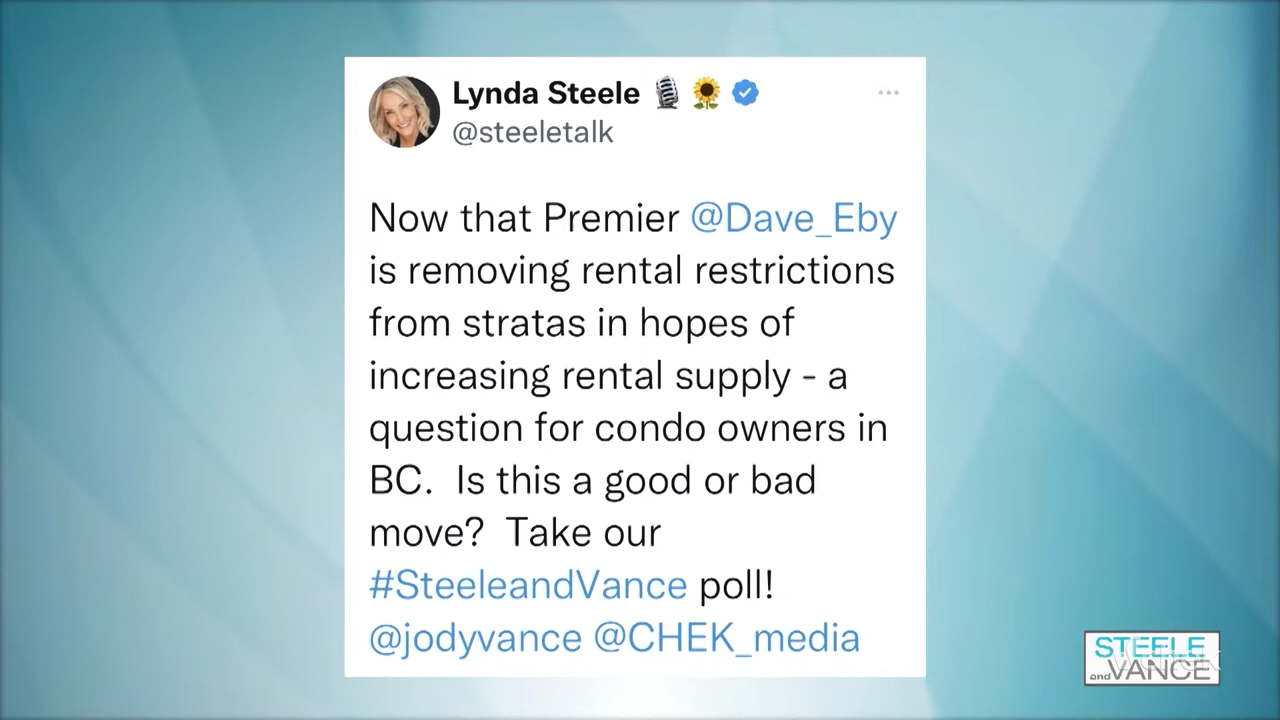 Lynda Steele 🎙️ 🌻
@steeletalk
Now that Premier @Dave_Eby
is removing rental restrictions
from stratas in hopes of
increasing rental supply - a
question for condo owners in
BC.  Is this a good or bad
move?  Take our
#SteeleandVance poll!
@jodyvance @CHEK_media
STEELE
andVANCE